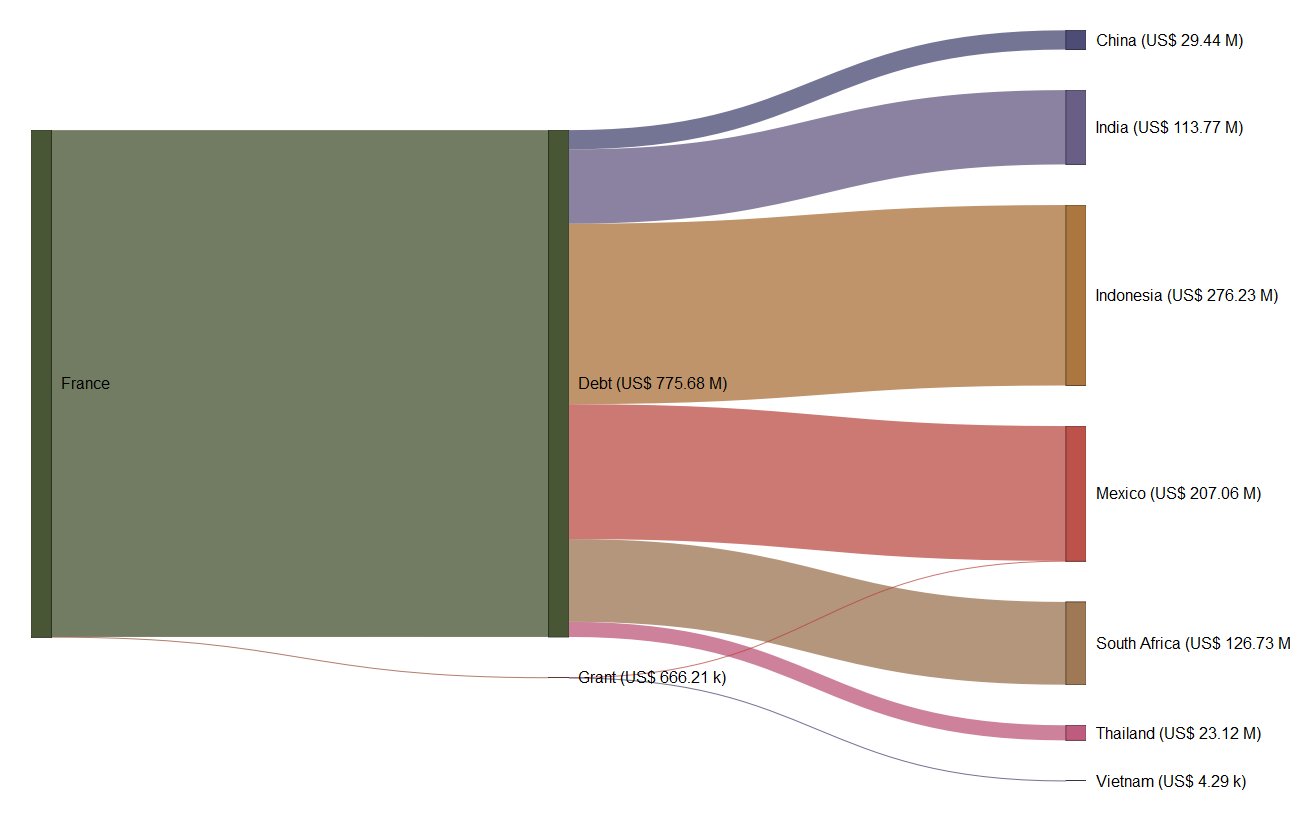 China (US$ 29.44 M)
India (US$ 113.77 M)
Indonesia (US$ 276.23 M)
France
Debt (US$ 775.68 M)
Mexico (US$ 207.06 M)
South Africa (US$ 126.73 M
Grant (US$ 666.21 k)
Thailand (US$ 23.12 M)
Vietnam (US$ 4.29 k)